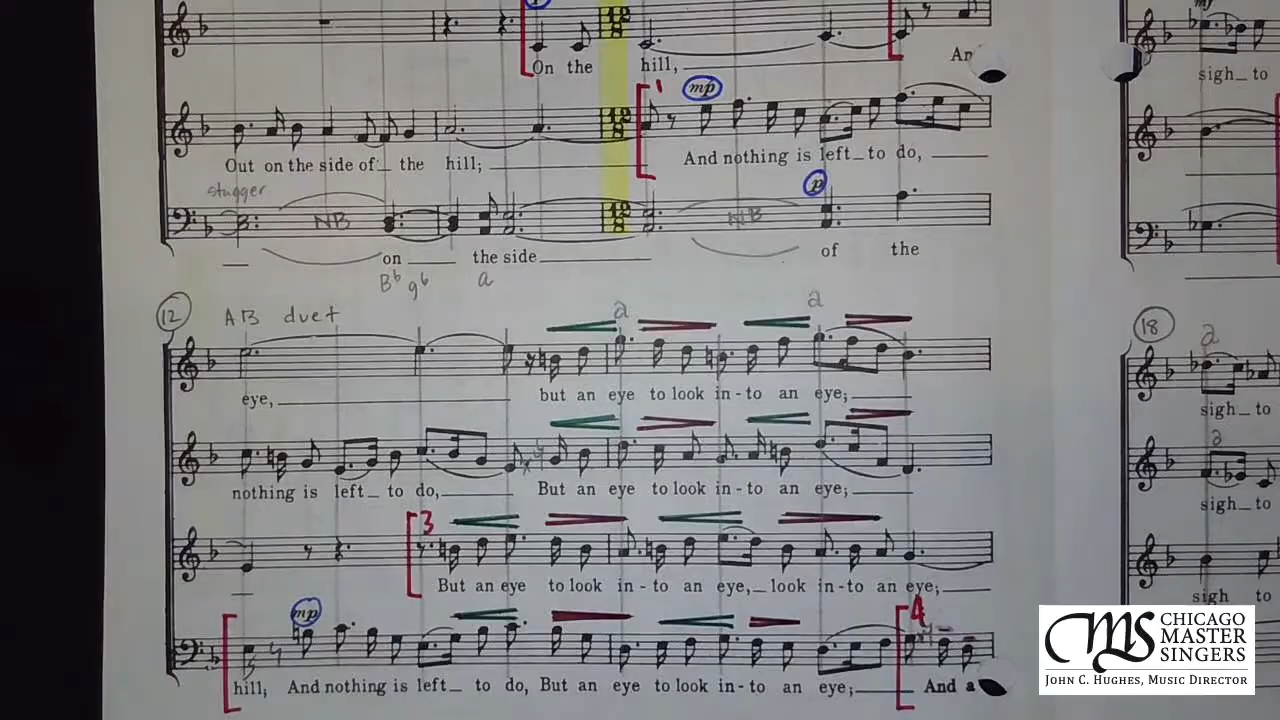 On the hill,
mp
Out on the side of the hill;
And nothing is left to do,
stagger
p
NB
NB
on the side of the
Bb gb a
12 AB duet
a a
eye, but an eye to look in-to an eye;
nothing is left to do, But an eye to look in-to an eye;
3
But an eye to look in-to an eye, look in-to an eye;
mp
4
hill, And nothing is left to do, But an eye to look in-to an eye; And a
mf
sigh to
18
a
sigh to
a
sigh to
sigh to
CMS CHICAGO
MASTER
SINGERS
JOHN C. HUGHES, MUSIC DIRECTOR